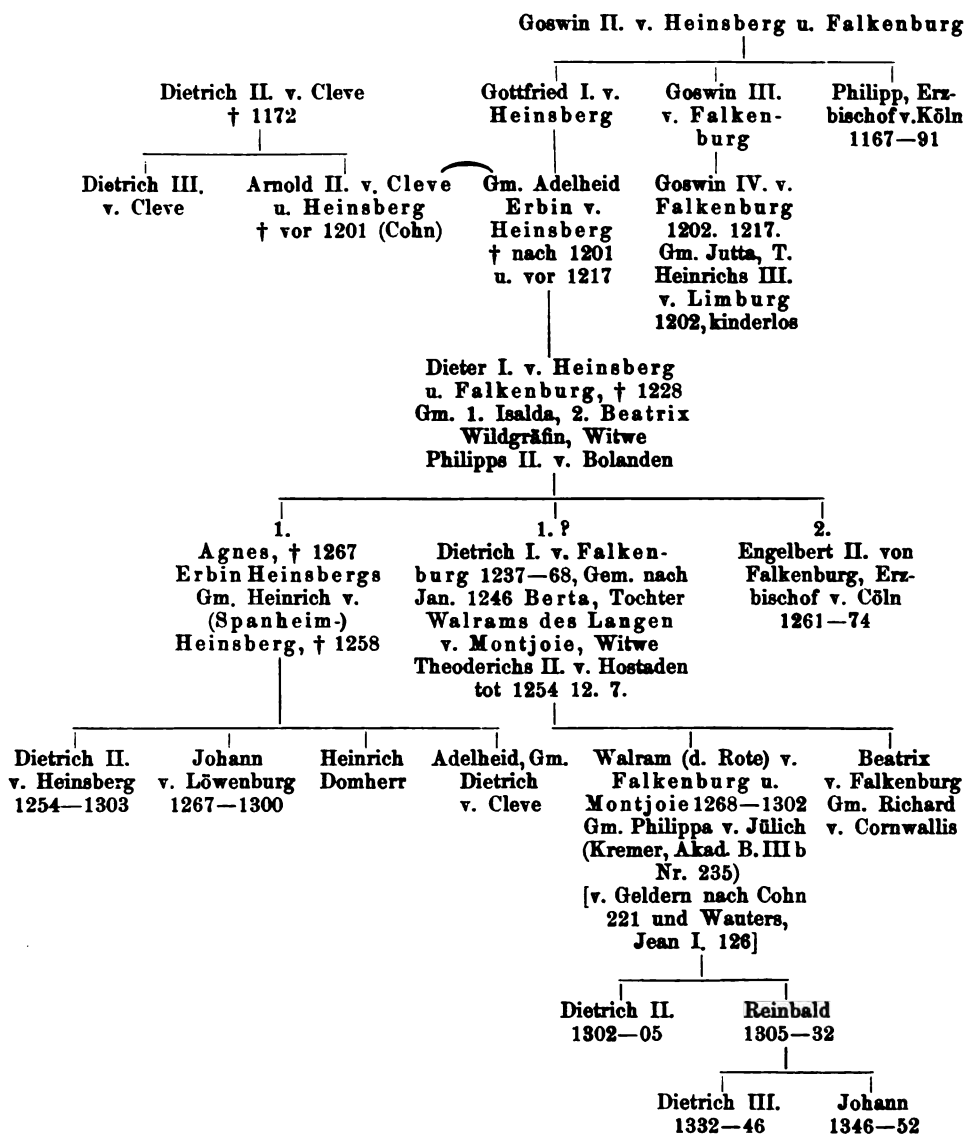 Goswin II. v. Heinsberg u. Falkenburg
Dietrich II. v. Cleve
† 1172
Gottfried I. v.
Heinsberg
Goswin III.
v. Falken-
burg
Philipp, Erz-
bischof v. Köln
1167—91
Dietrich III.
v. Cleve
Arnold II. v. Cleve
u. Heinsberg
† vor 1201 (Cohn)
Gm. Adelheid
Erbin v.
Heinsberg
† nach 1201
u. vor 1217
Goswin IV. v.
Falkenburg
1202. 1217.
Gm. Jutta, T.
Heinrichs III.
v. Limburg
1202, kinderlos
Dieter I. v. Heinsberg
u. Falkenburg, † 1228
Gm. 1. Isalda, 2. Beatrix
Wildgräfin, Witwe
Philipps II. v. Bolanden
1.
Agnes, † 1267
Erbin Heinsbergs
Gm. Heinrich v.
(Spanheim-)
Heinsberg, † 1258
1. ?
Dietrich I. v. Falken-
burg 1237—68, Gem. nach
Jan. 1246 Berta, Tochter
Walrams des Langen
v. Montjoie, Witwe
Theoderichs II. v. Hostaden
tot 1254 12. 7.
2.
Engelbert II. von
Falkenburg, Erz-
bischof v. Cöln
1261—74
Dietrich II.
v. Heinsberg
1254—1303
Johann
v. Löwenburg
1267—1300
Heinrich
Domherr
Adelheid, Gm.
Dietrich
v. Cleve
Walram (d. Rote) v.
Falkenburg u.
Montjoie 1268—1302
Gm. Philippa v. Jülich
(Kremer, Akad. B. III b
Nr. 235)
[v. Geldern nach Cohn
221 und Wauters,
Jean I. 126]
Beatrix
v. Falkenburg
Gm. Richard
v. Cornwallis
Dietrich II.
1302—05
Reinbald
1305—32
Dietrich III.
1332—46
Johann
1346—52